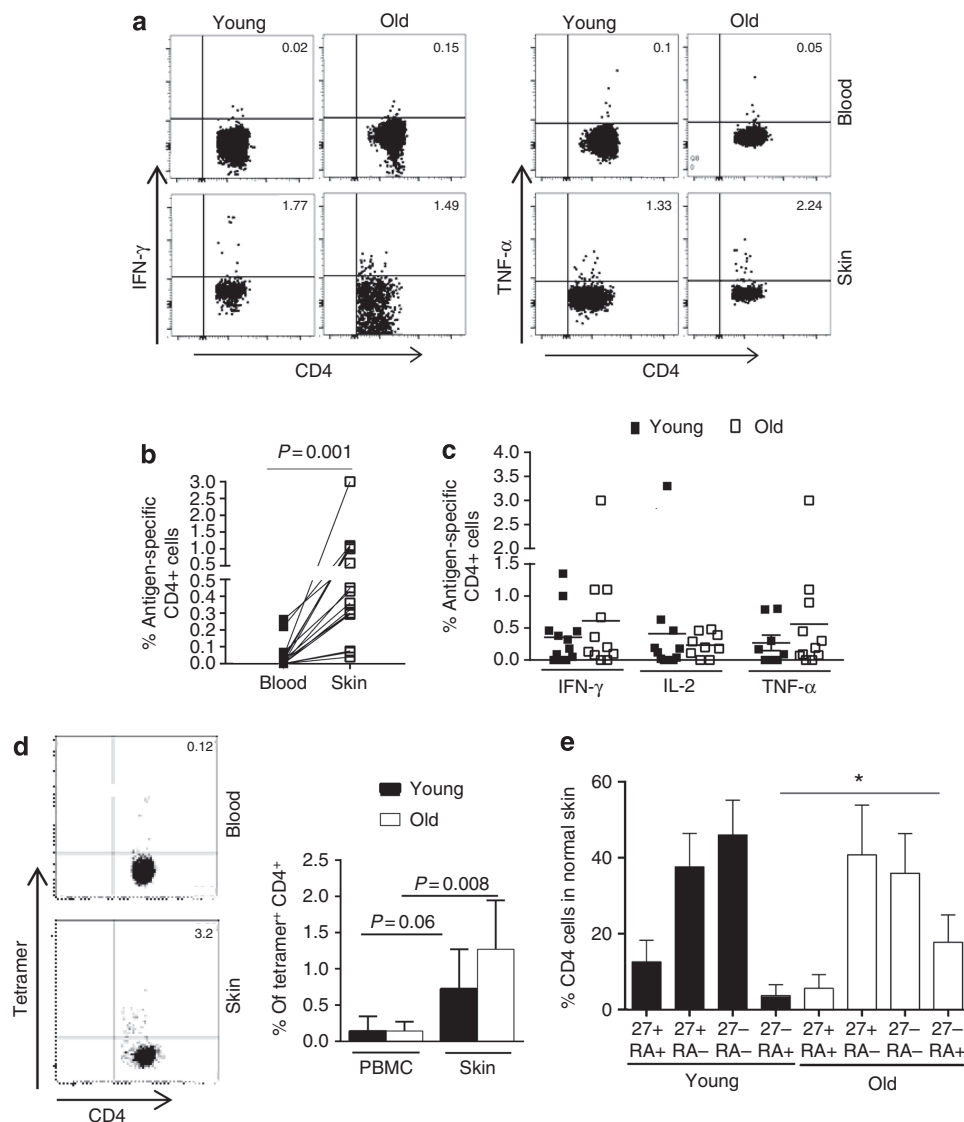 a
Young Old
0.02 0.15 0.1 0.05
Blood
1.77 1.49 1.33 2.24
Skin
IFN-γ
TNF-α
CD4 CD4
b
P = 0.001
% Antigen-specific
CD4+ cells
3.0
2.5
2.0
1.5
1.0
0.5
0.5
0.4
0.3
0.2
0.1
0.0
Blood Skin
c
Young Old
% Antigen-specific
CD4+ cells
4.0
3.5
3.0
2.5
2.0
1.5
1.0
0.5
0.0
IFN-γ IL-2 TNF-α
d
0.12
Blood
3.2
Skin
Tetramer
CD4
Young
Old
% Of tetramer+ CD4+
2.5
2.0
1.5
1.0
0.5
0.0
P = 0.008
P = 0.06
PBMC Skin
e
% CD4 cells in normal skin
60
40
20
0
*
27+ 27+ 27– 27– 27+ 27+ 27– 27–
RA+ RA– RA– RA+ RA+ RA– RA– RA+
Young Old